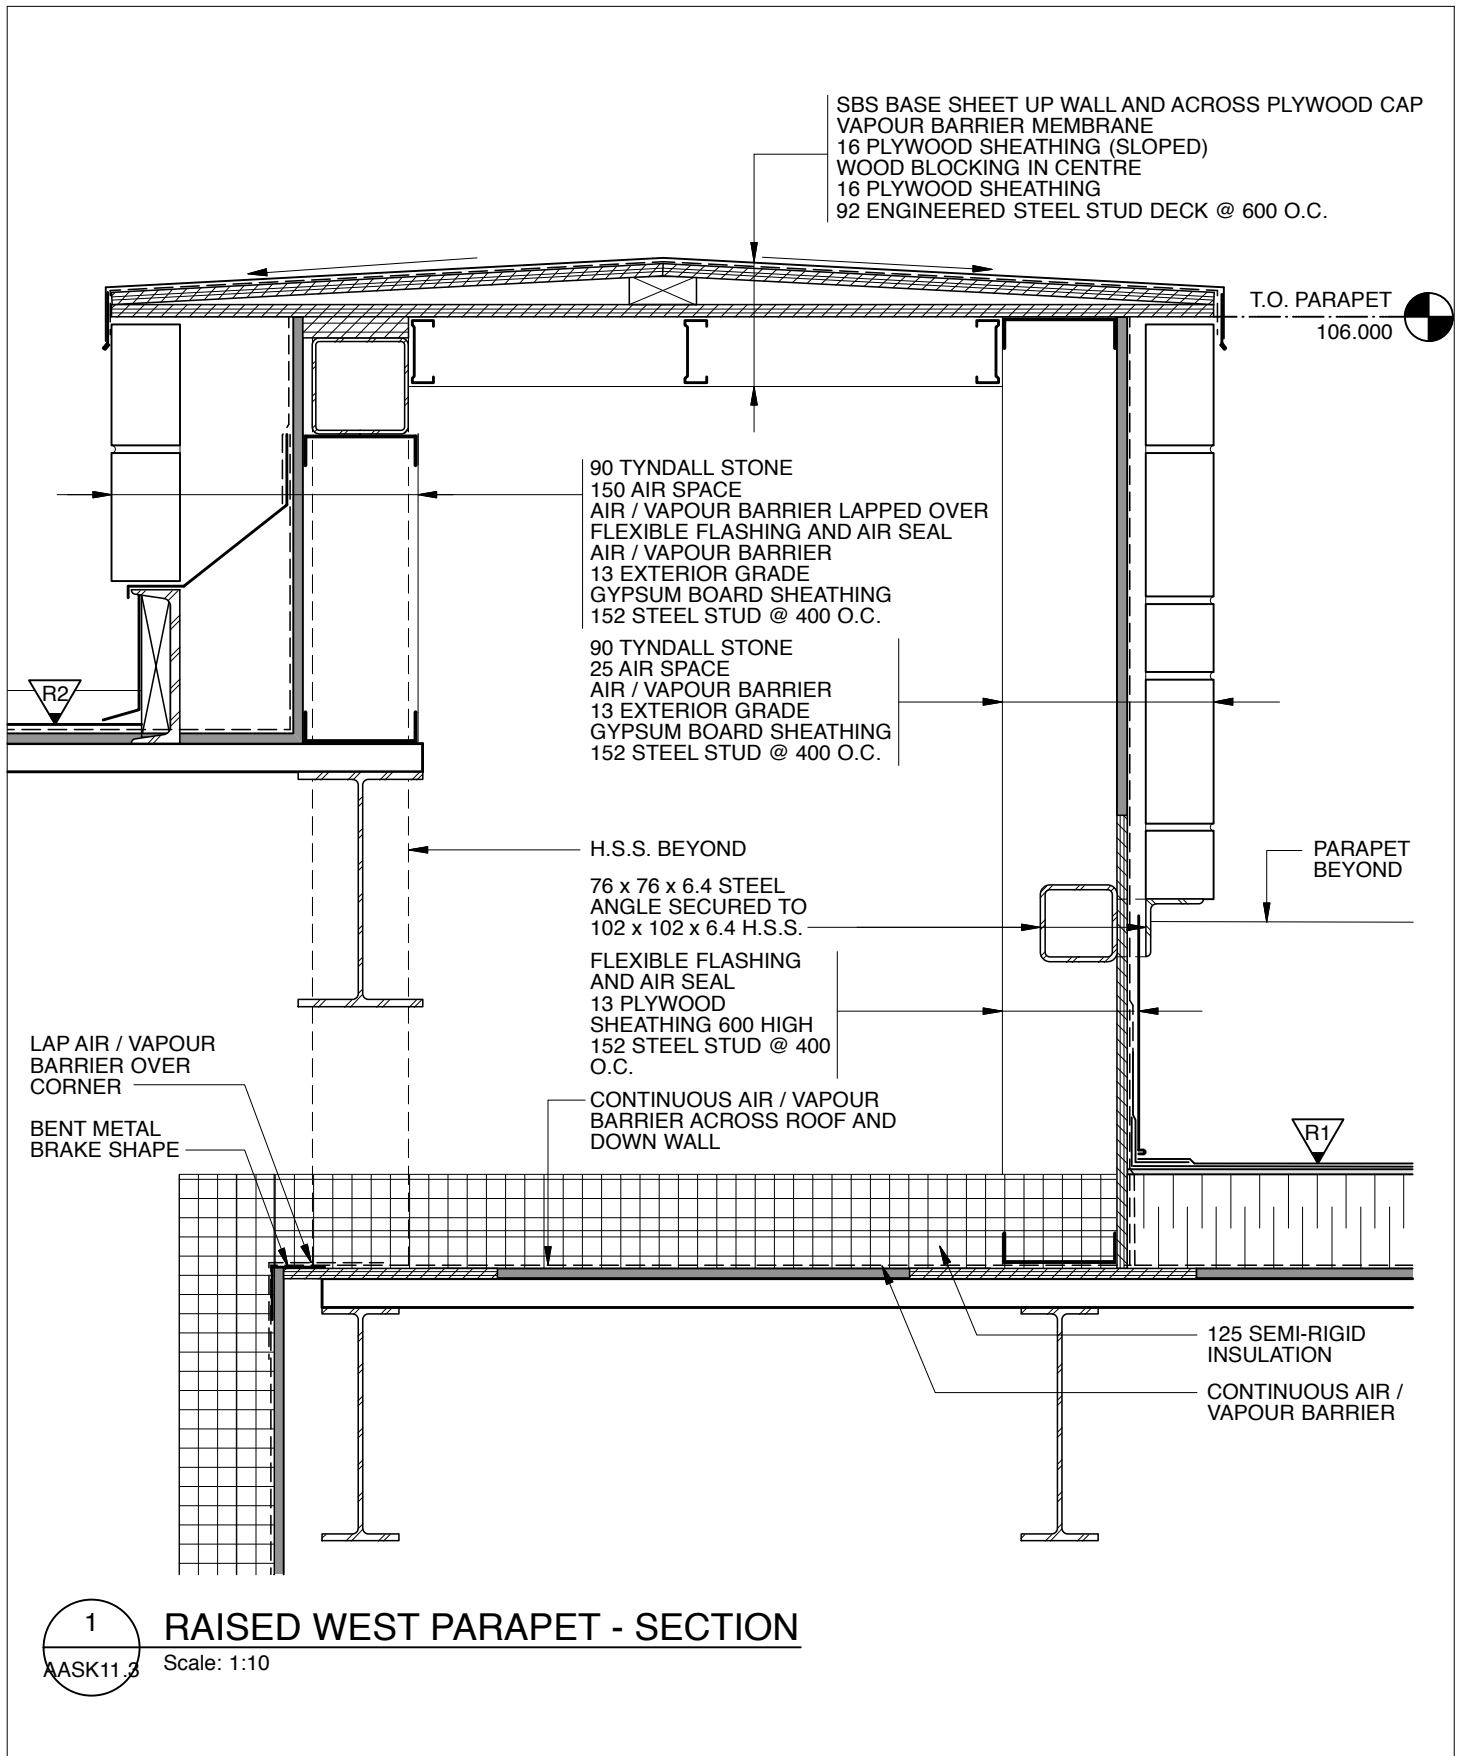 SBS BASE SHEET UP WALL AND ACROSS PLYWOOD CAP
VAPOUR BARRIER MEMBRANE
16 PLYWOOD SHEATHING (SLOPED)
WOOD BLOCKING IN CENTRE
16 PLYWOOD SHEATHING
92 ENGINEERED STEEL STUD DECK @ 600 O.C.
T.O. PARAPET
106.000
90 TYNDALL STONE
150 AIR SPACE
AIR / VAPOUR BARRIER LAPPED OVER
FLEXIBLE FLASHING AND AIR SEAL
AIR / VAPOUR BARRIER
13 EXTERIOR GRADE
GYPSUM BOARD SHEATHING
152 STEEL STUD @ 400 O.C.
90 TYNDALL STONE
25 AIR SPACE
AIR / VAPOUR BARRIER
13 EXTERIOR GRADE
GYPSUM BOARD SHEATHING
152 STEEL STUD @ 400 O.C.
R2
H.S.S. BEYOND
PARAPET
BEYOND
76 x 76 x 6.4 STEEL
ANGLE SECURED TO
102 x 102 x 6.4 H.S.S.
FLEXIBLE FLASHING
AND AIR SEAL
13 PLYWOOD
SHEATHING 600 HIGH
152 STEEL STUD @ 400
O.C.
LAP AIR / VAPOUR
BARRIER OVER
CORNER
BENT METAL
BRAKE SHAPE
CONTINUOUS AIR / VAPOUR
BARRIER ACROSS ROOF AND
DOWN WALL
R1
125 SEMI-RIGID
INSULATION
CONTINUOUS AIR /
VAPOUR BARRIER
1
AASK11.3
RAISED WEST PARAPET - SECTION
Scale: 1:10